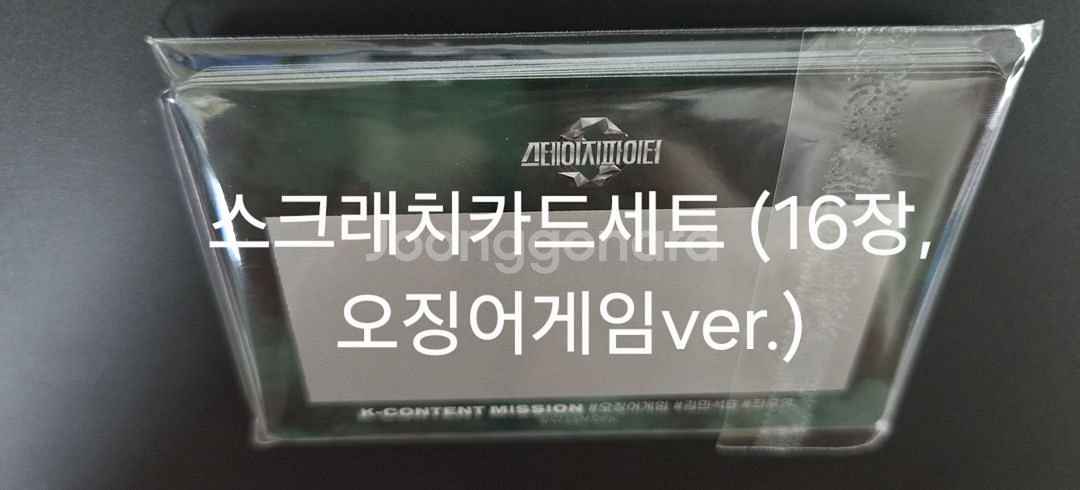 스테이지파이터
스크래치카드세트 (16장,
Joonggonara
오징어게임ver.)
K-CONTENT MISSION #오징어게임